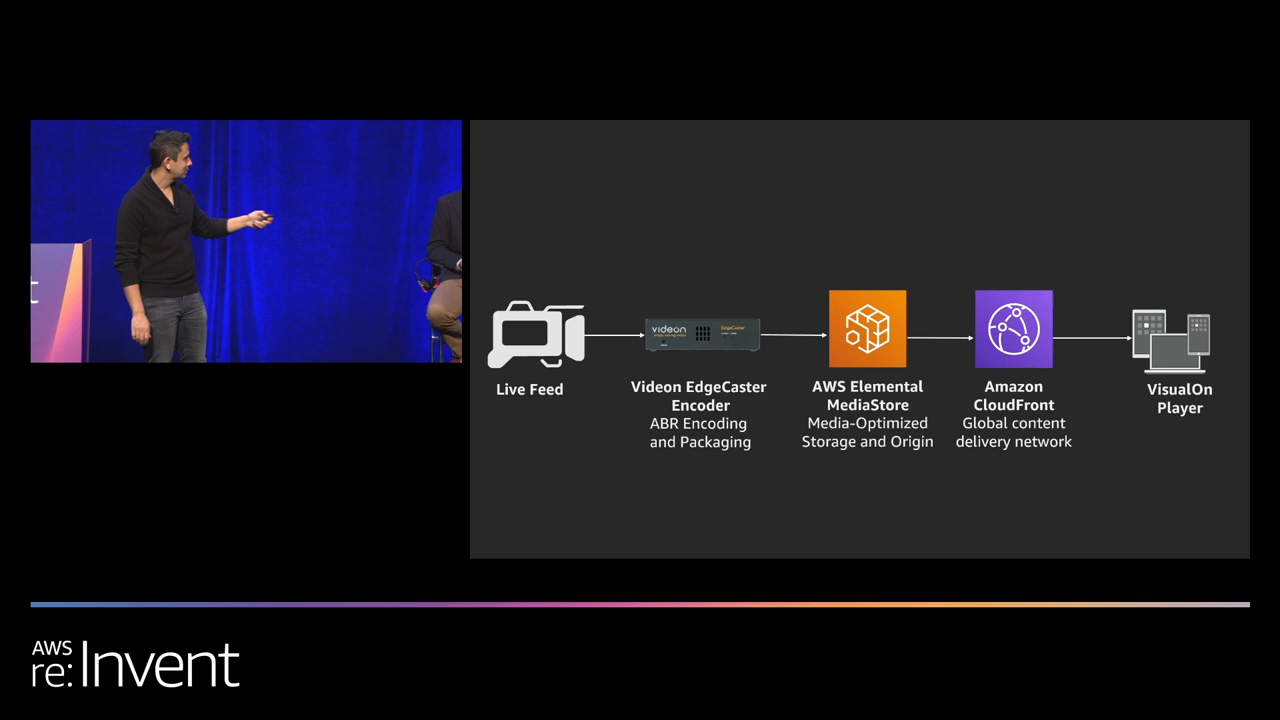 t
Live Feed
videon
EdgeCaster
Videon EdgeCaster
Encoder
ABR Encoding
and Packaging
AWS Elemental
MediaStore
Media-Optimized
Storage and Origin
Amazon
CloudFront
Global content
delivery network
VisualOn
Player
AWS
re:Invent